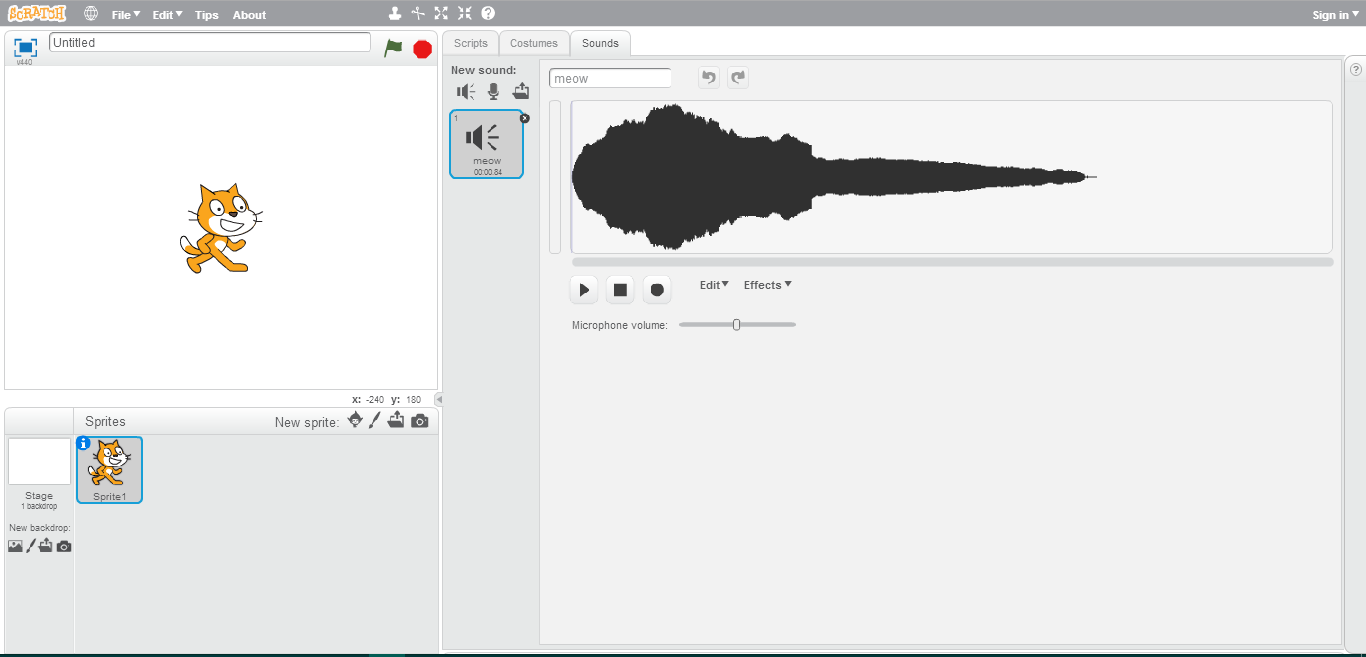 SCRATCH File Edit Tips About Sign in
v440
Untitled
Scripts Costumes Sounds
New sound:
1
meow
00:00.84
meow
Edit Effects
Microphone volume:
x: -240 y: 180
Sprites New sprite:
Stage
1 backdrop
New backdrop:
Sprite1